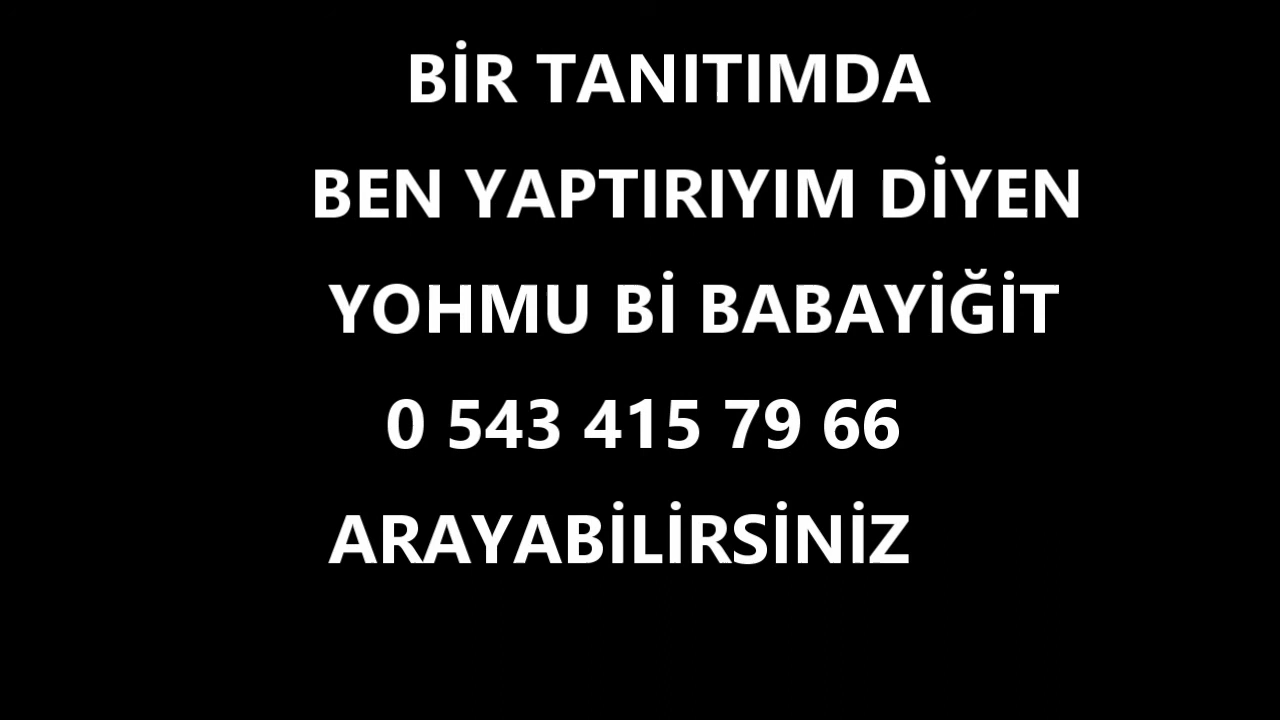 BİR TANITIMDA
BEN YAPTIRIYIM DİYEN
YOHMU Bİ BABAYİĞİT
0 543 415 79 66
ARAYABİLİRSİNİZ